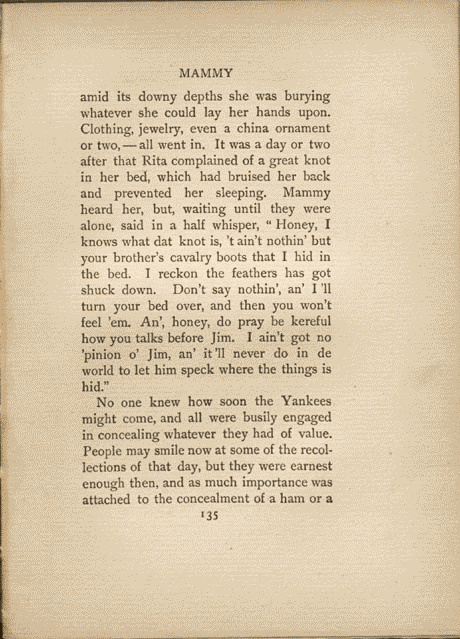 MAMMY
amid its downy depths she was burying
whatever she could lay her hands upon.
Clothing, jewelry, even a china ornament
or two,—all went in. It was a day or two
after that Rita complained of a great knot
in her bed, which had bruised her back
and prevented her sleeping. Mammy
heard her, but, waiting until they were
alone, said in a half whisper, “ Honey, I
knows what dat knot is, 't ain't nothin' but
your brother's cavalry boots that I hid in
the bed. I reckon the feathers has got
shuck down. Don't say nothin', an' I 'll
turn your bed over, and then you won't
feel 'em. An', honey, do pray be kereful
how you talks before Jim. I ain't got no
'pinion o' Jim, an' it 'll never do in de
world to let him speck where the things is
hid.”
No one knew how soon the Yankees
might come, and all were busily engaged
in concealing whatever they had of value.
People may smile now at some of the recol-
lections of that day, but they were earnest
enough then, and as much importance was
attached to the concealment of a ham or a
135